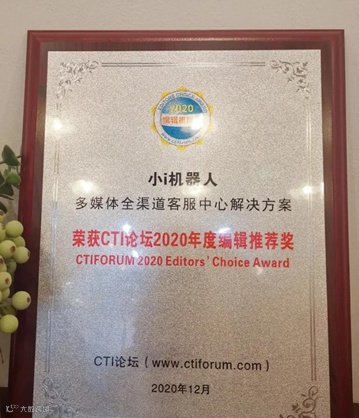 2020
编辑推荐奖
小i机器人
多媒体全渠道客服中心解决方案
荣获CTI论坛2020年度编辑推荐奖
CTIFORUM 2020 Editors' Choice Award
CTI论坛(www.ctiforum.com)
2020年12月